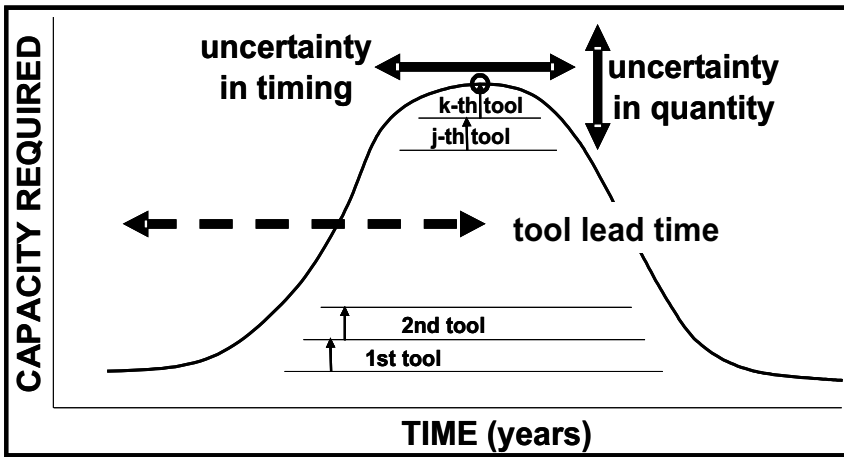 CAPACITY REQUIRED
uncertainty
in timing
uncertainty
in quantity
k-th tool
j-th tool
tool lead time
2nd tool
1st tool
TIME (years)